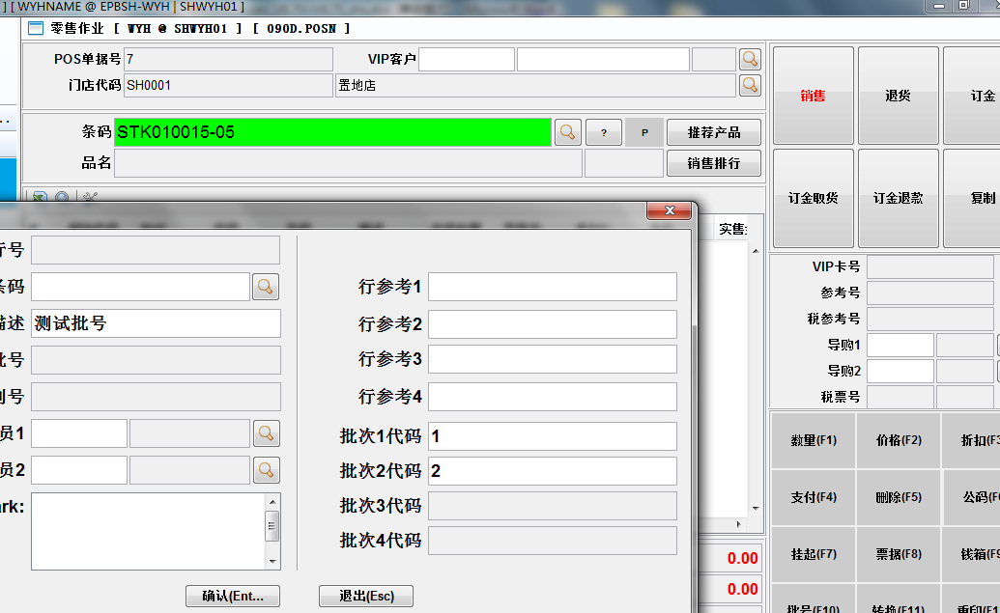 ] [ WYHNAME @ EPBSH-WYH | SHWYH01 ]
零售作业 [ WYH @ SHWYH01 ] [ 090D.POSN ]
POS单据号 7 VIP客户
门店代码 SH0001 置地店
条码 STK010015-05 ? P 推荐产品
品名 销售排行
销售 退货 订金
订金取货 订金退款 复制
实售
VIP卡号
参考号
税参考号
导购1
导购2
税票号
数量(F1) 价格(F2) 折扣(F3
支付(F4) 删除(F5) 公码(F6
挂起(F7) 票据(F8) 钱箱(F9
批号(F10) 转换(F11) 重印(F1
0.00
0.00
X
行号
条码 行参考1
描述 测试批号 行参考2
批号 行参考3
别号 行参考4
员1 批次1代码 1
员2 批次2代码 2
ark: 批次3代码
批次4代码
确认(Ent... 退出(Esc)